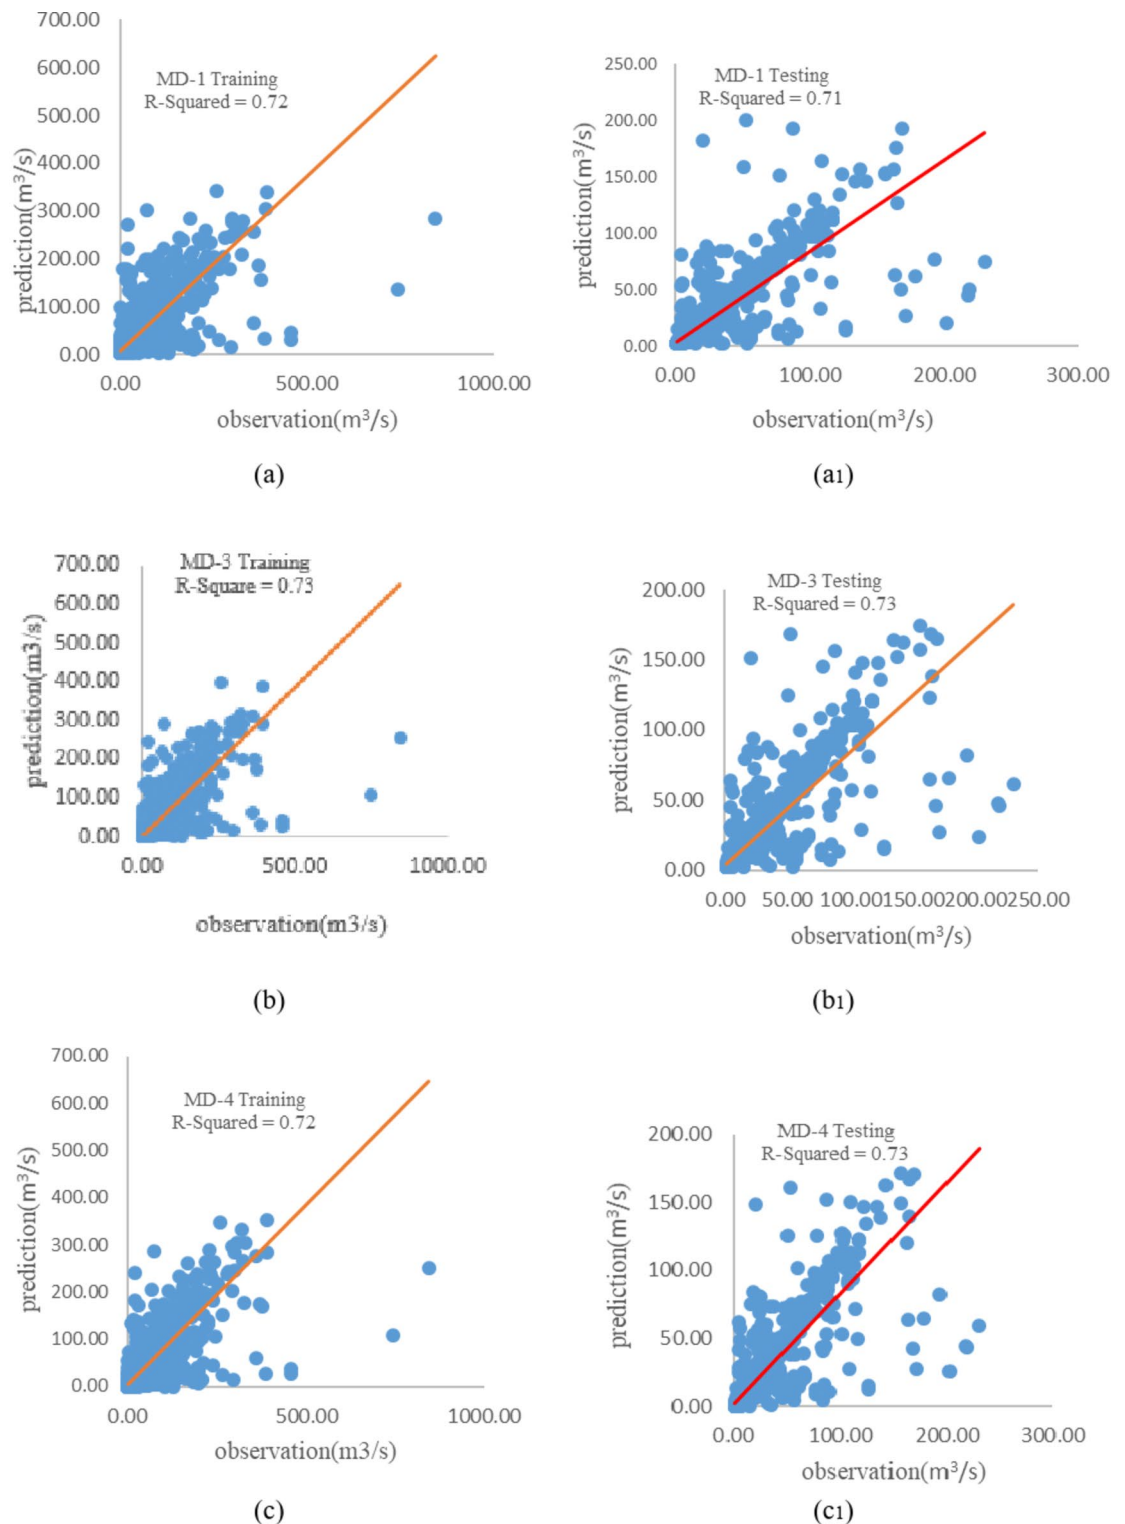 700.00
600.00
500.00
400.00
300.00
200.00
100.00
0.00
MD-1 Training
R-Squared = 0.72
prediction(m³/s)
0.00 500.00 1000.00
observation(m³/s)
(a)
250.00
200.00
150.00
100.00
50.00
0.00
MD-1 Testing
R-Squared = 0.71
prediction(m³/s)
0.00 100.00 200.00 300.00
observation(m³/s)
(a1)
700.00
600.00
500.00
400.00
300.00
200.00
100.00
0.00
MD-3 Training
R-Square = 0.73
prediction(m3/s)
0.00 500.00 1000.00
observation(m3/s)
(b)
200.00
150.00
100.00
50.00
0.00
MD-3 Testing
R-Squared = 0.73
prediction(m³/s)
0.00 50.00 100.00 150.00 200.00 250.00
observation(m³/s)
(b1)
700.00
600.00
500.00
400.00
300.00
200.00
100.00
0.00
MD-4 Training
R-Squared = 0.72
prediction(m³/s)
0.00 500.00 1000.00
observation(m3/s)
(c)
200.00
150.00
100.00
50.00
0.00
MD-4 Testing
R-Squared = 0.73
prediction(m³/s)
0.00 100.00 200.00 300.00
observation(m³/s)
(c1)